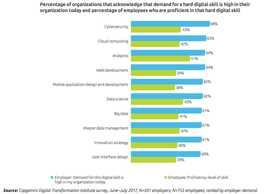 Percentage of organizations that acknowledge that demand for a hard digital skill is high in their
organization today and percentage of employees who are proficient in that hard digital skill
Cybersecurity
68%
43%
Cloud computing
65%
42%
Analytics
64%
51%
Web development
64%
39%
Mobile application design and development
62%
38%
Data science
62%
45%
Big data
61%
41%
Master data management
61%
42%
Innovation strategy
61%
40%
User interface design
60%
39%
Employer: Demand for this digital skill is
high in my organization today
Employee: Proficiency-level of skill
Source: Capgemini Digital Transformation Institute survey, June–July 2017; N=501 employers; N=753 employees; ranked by employer demand.